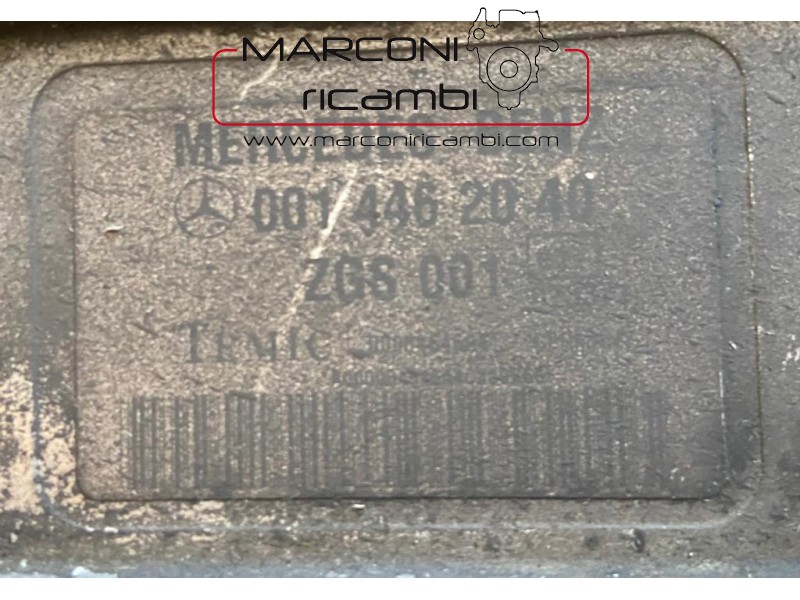 MARCONI
ricambi
www.marconiricambi.com
MERCEDES BENZ
001 446 20 40
ZGS 001
TEMIC